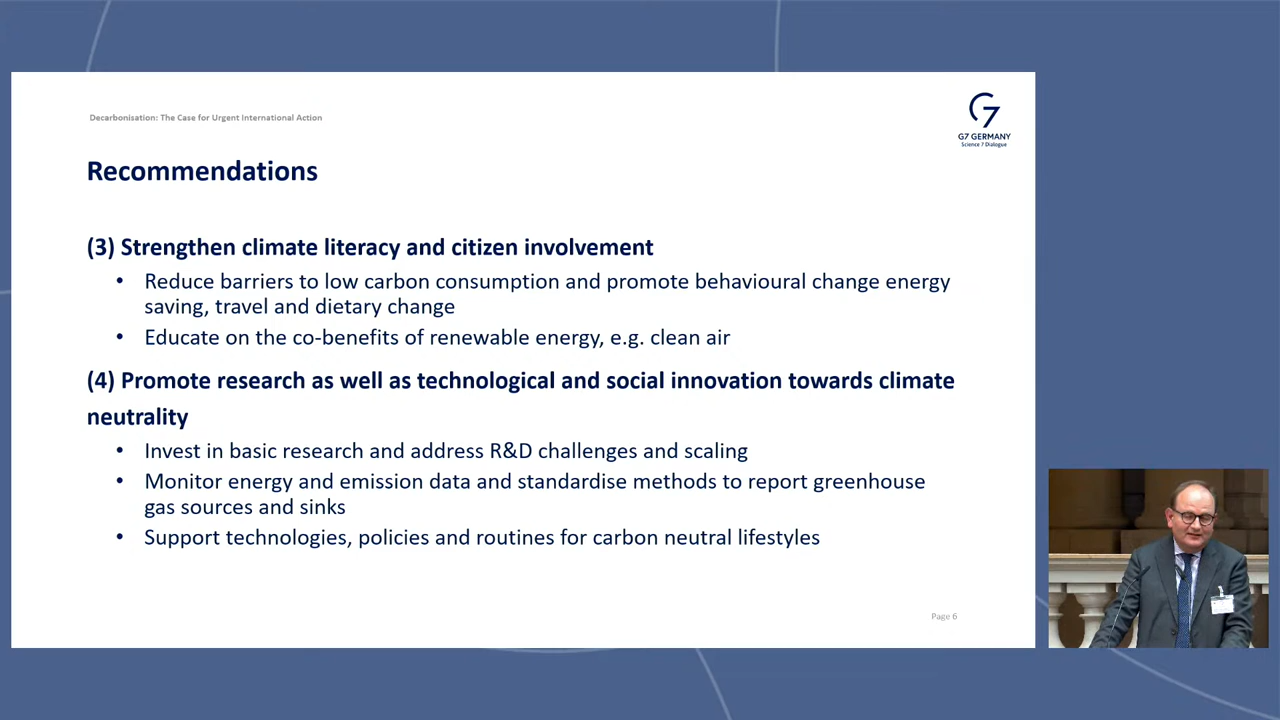 Decarbonisation: The Case for Urgent International Action
G7
G7 GERMANY
Science 7 Dialogue
Recommendations
(3) Strengthen climate literacy and citizen involvement
• Reduce barriers to low carbon consumption and promote behavioural change energy
saving, travel and dietary change
• Educate on the co-benefits of renewable energy, e.g. clean air
(4) Promote research as well as technological and social innovation towards climate
neutrality
• Invest in basic research and address R&D challenges and scaling
• Monitor energy and emission data and standardise methods to report greenhouse
gas sources and sinks
• Support technologies, policies and routines for carbon neutral lifestyles
Page 6